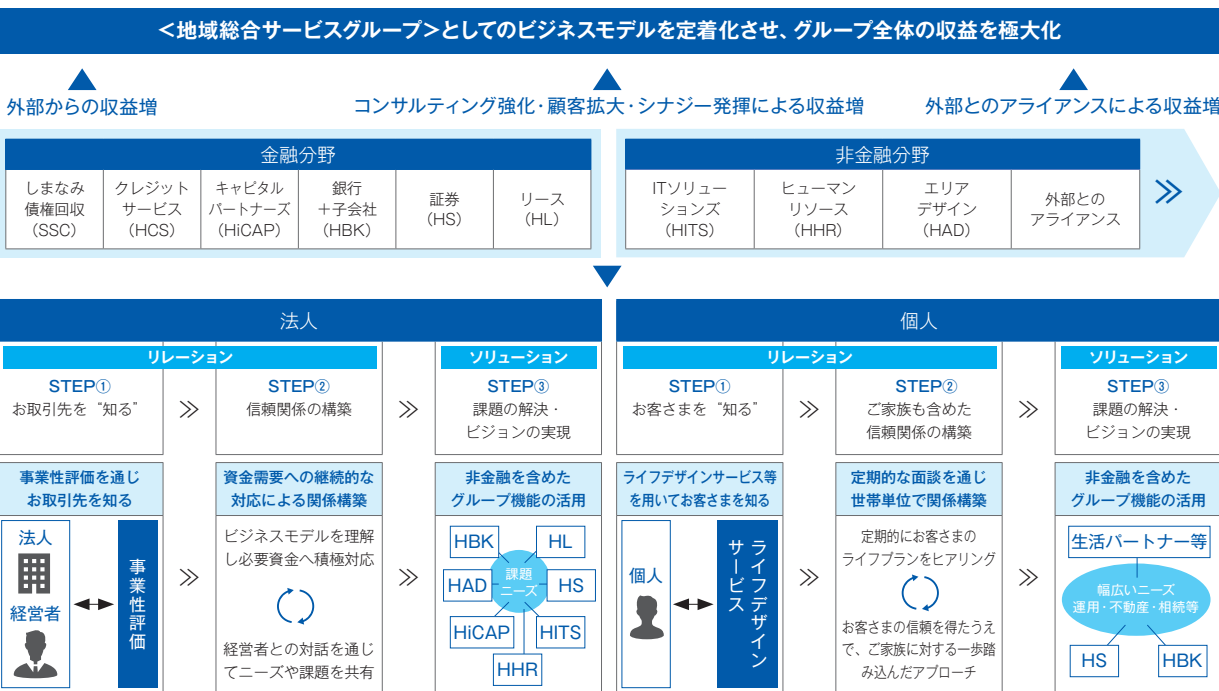 ＜地域総合サービスグループ＞としてのビジネスモデルを定着化させ、グループ全体の収益を極大化
外部からの収益増
コンサルティング強化・顧客拡大・シナジー発揮による収益増
外部とのアライアンスによる収益増
金融分野
しまなみ
債権回収
（SSC）
クレジット
サービス
（HCS）
キャピタル
パートナーズ
（HiCAP）
銀行
＋子会社
（HBK）
証券
（HS）
リース
（HL）
非金融分野
ITソリュー
ションズ
（HITS）
ヒューマン
リソース
（HHR）
エリア
デザイン
（HAD）
外部との
アライアンス
法人
リレーション
ソリューション
STEP①
お取引先を“知る”
STEP②
信頼関係の構築
STEP③
課題の解決・
ビジョンの実現
事業性評価を通じ
お取引先を知る
資金需要への継続的な
対応による関係構築
非金融を含めた
グループ機能の活用
法人
経営者
事業性評価
ビジネスモデルを理解
し必要資金へ積極対応
経営者との対話を通じ
てニーズや課題を共有
HBK
HL
HAD
課題
ニーズ
HS
HiCAP
HITS
HHR
個人
リレーション
ソリューション
STEP①
お客さまを“知る”
STEP②
ご家族も含めた
信頼関係の構築
STEP③
課題の解決・
ビジョンの実現
ライフデザインサービス等
を用いてお客さまを知る
定期的な面談を通じ
世帯単位で関係構築
非金融を含めた
グループ機能の活用
個人
ライフデザイン
サービス
定期的にお客さまの
ライフプランをヒアリング
お客さまの信頼を得たうえ
で、ご家族に対する一歩踏
み込んだアプローチ
生活パートナー等
幅広いニーズ
運用・不動産・相続等
HS
HBK